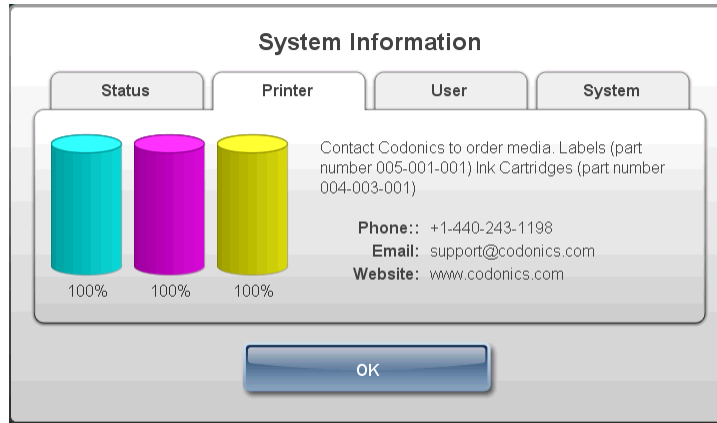 System Information
Status Printer User System
Contact Codonics to order media. Labels (part
number 005-001-001) Ink Cartridges (part number
004-003-001)
Phone:: +1-440-243-1198
Email: support@codonics.com
Website: www.codonics.com
100% 100% 100%
OK